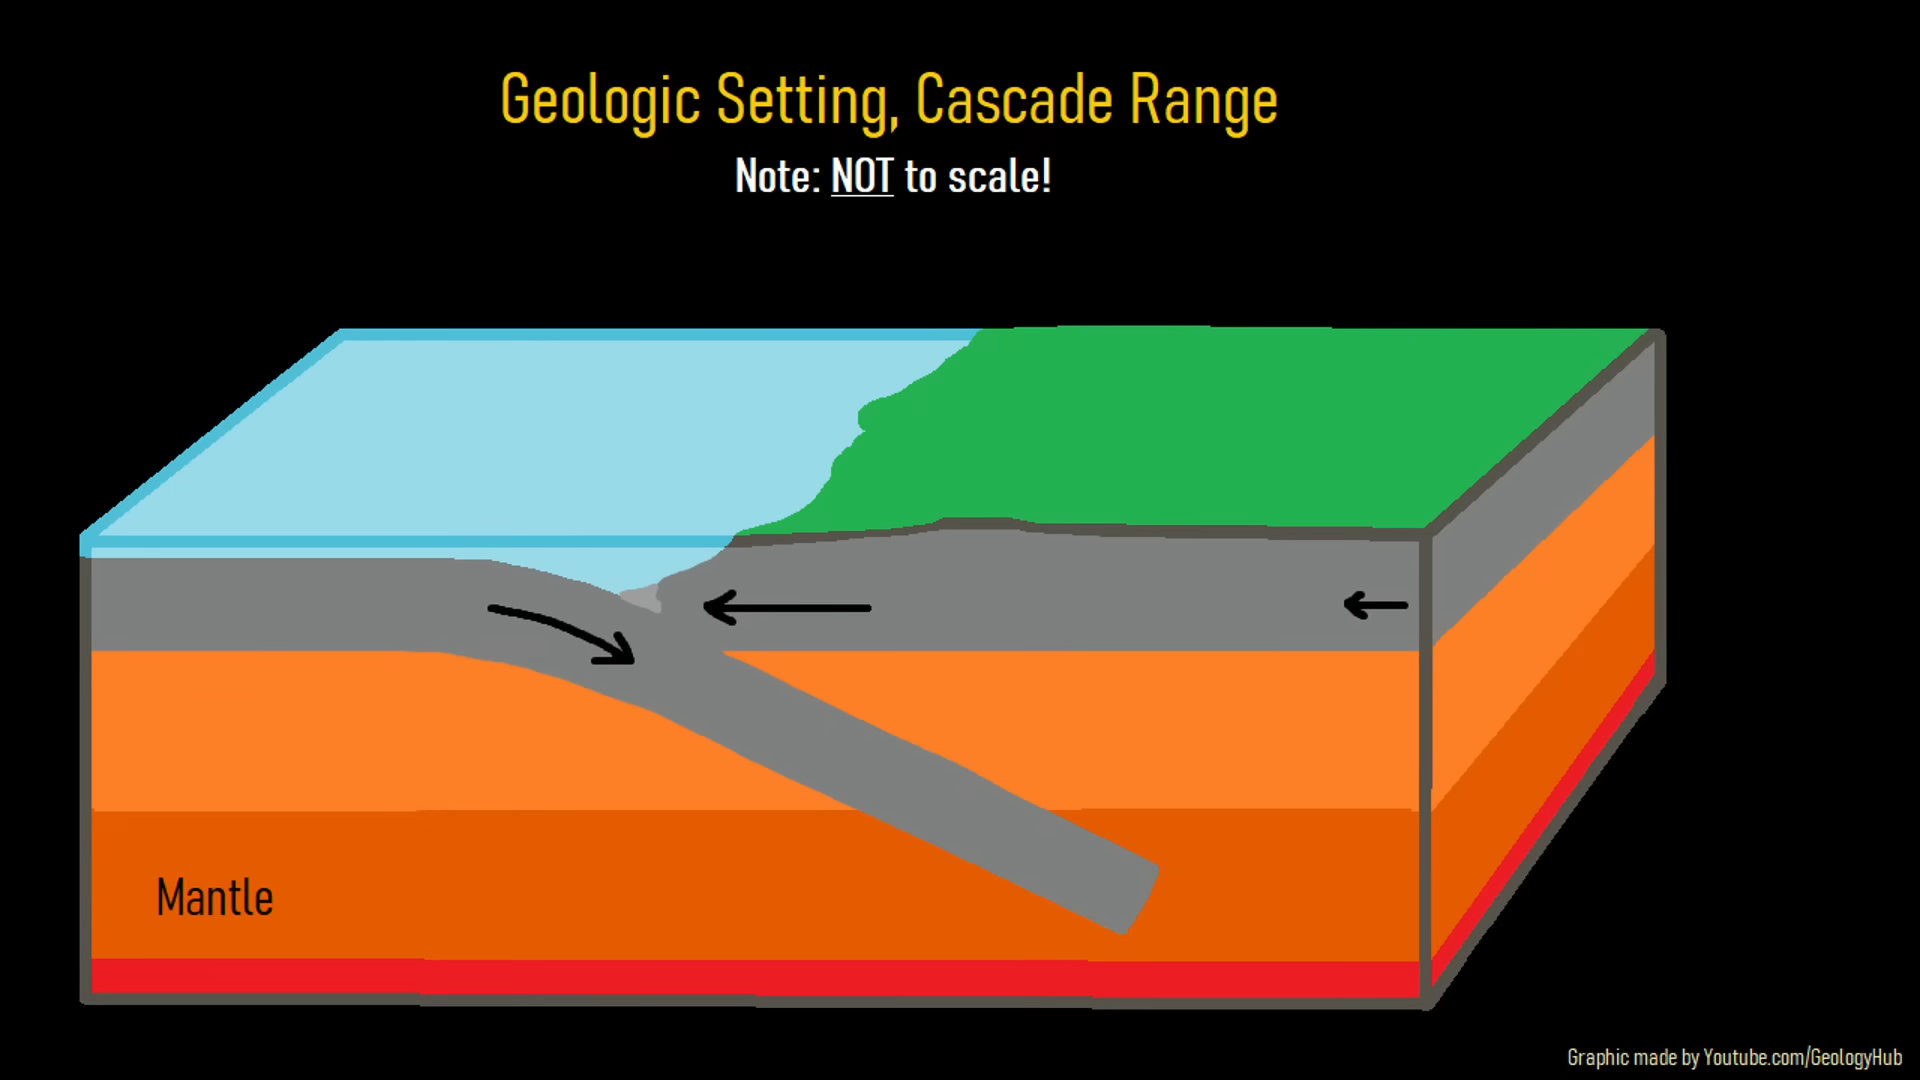 Geologic Setting, Cascade Range
Note: NOT to scale!
Mantle
Graphic made by Youtube.com/GeologyHub